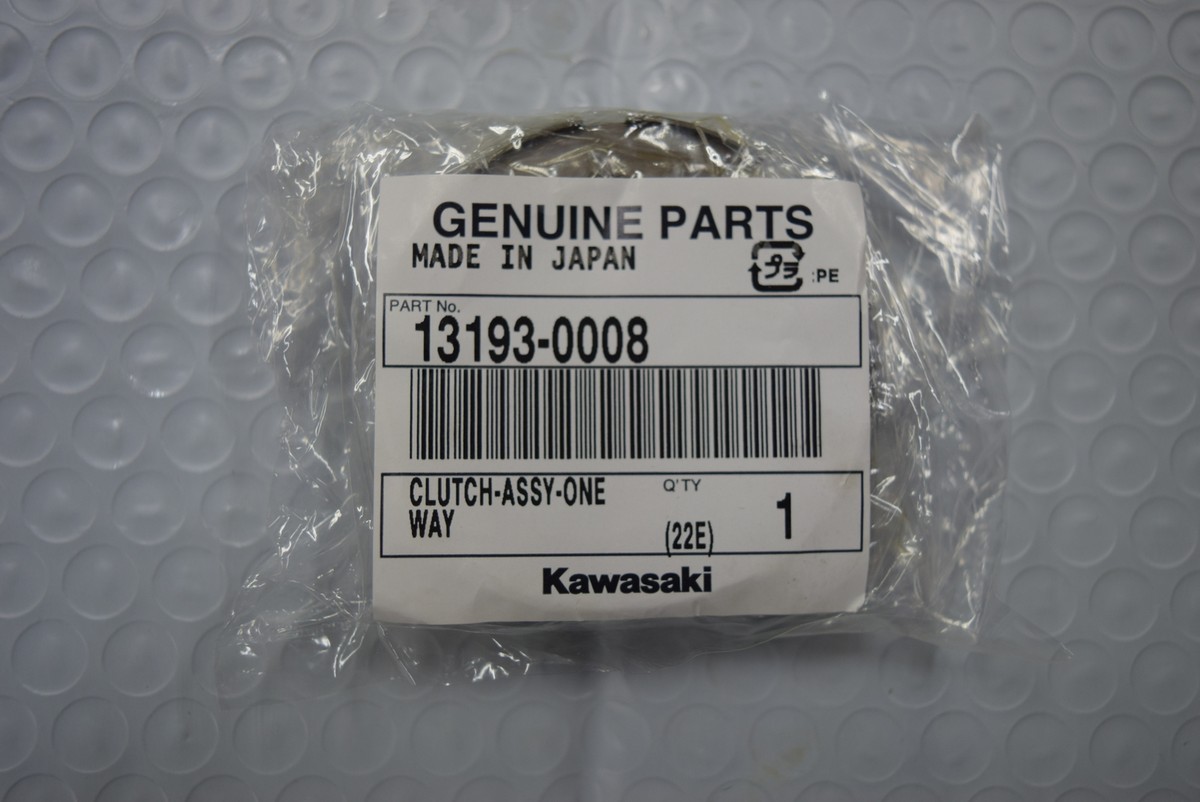 GENUINE PARTS
MADE IN JAPAN
プラ :PE
PART No.
13193-0008
CLUTCH-ASSY-ONE Q'TY
WAY (22E) 1
Kawasaki